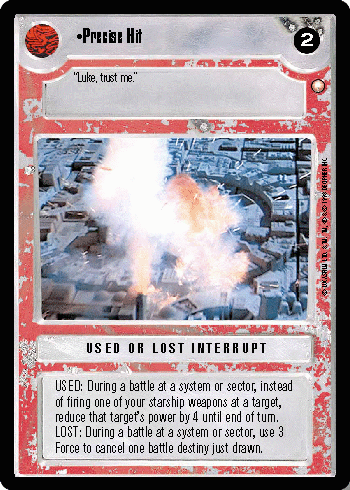 •Precise Hit
2
"Luke, trust me."
USED OR LOST INTERRUPT
USED: During a battle at a system or sector, instead
of firing one of your starship weapons at a target,
reduce that target's power by 4 until end of turn.
LOST: During a battle at a system or sector, use 3
Force to cancel one battle destiny just drawn.